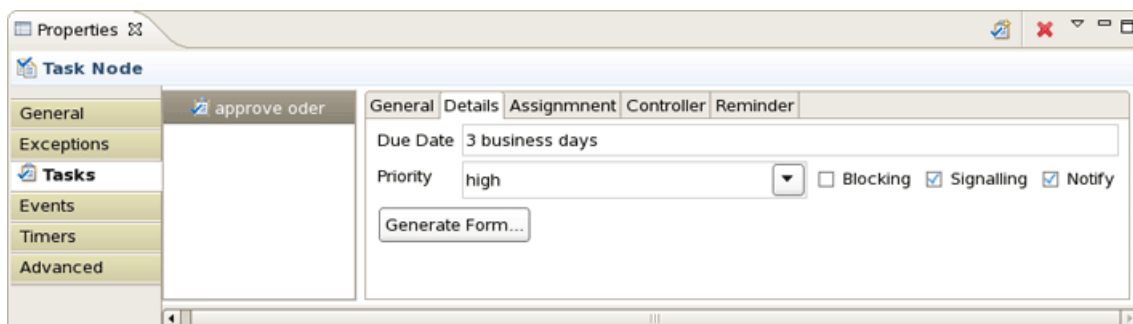 Properties
Task Node
General
Exceptions
Tasks
Events
Timers
Advanced
approve oder
General Details Assignmnent Controller Reminder
Due Date 3 business days
Priority high Blocking Signalling Notify
Generate Form...